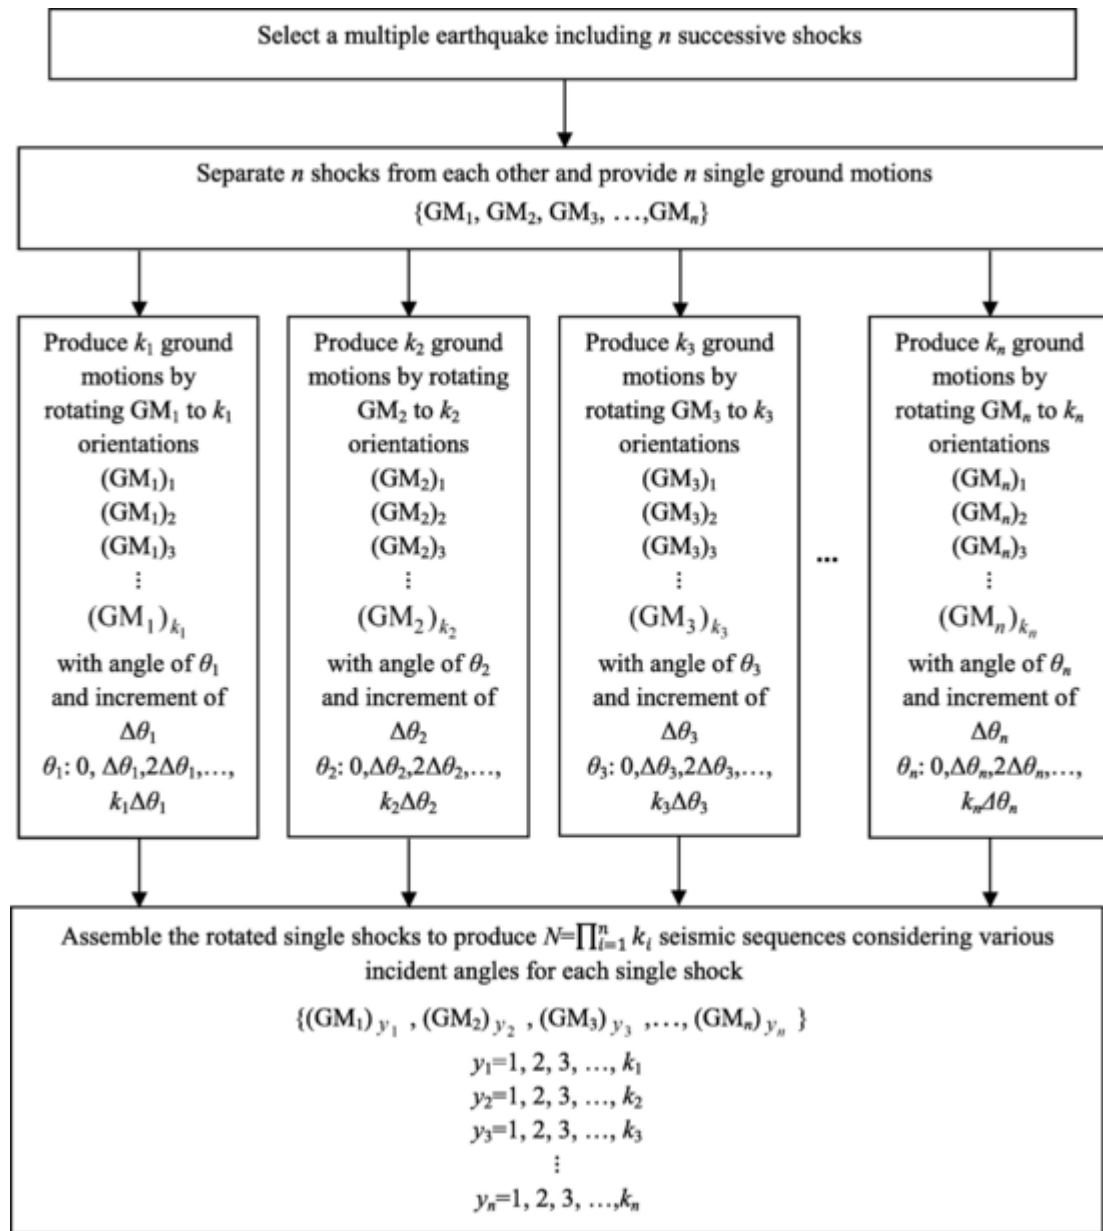 Select a multiple earthquake including n successive shocks
Separate n shocks from each other and provide n single ground motions
{GM₁, GM₂, GM₃, …,GMₙ}
Produce k₁ ground
motions by
rotating GM₁ to k₁
orientations
(GM₁)₁
(GM₁)₂
(GM₁)₃
⋮
(GM₁)ₖ₁
with angle of θ₁
and increment of
Δθ₁
θ₁: 0, Δθ₁,2Δθ₁,…,
k₁Δθ₁
Produce k₂ ground
motions by rotating
GM₂ to k₂
orientations
(GM₂)₁
(GM₂)₂
(GM₂)₃
⋮
(GM₂)ₖ₂
with angle of θ₂
and increment of
Δθ₂
θ₂: 0,Δθ₂,2Δθ₂,…,
k₂Δθ₂
Produce k₃ ground
motions by
rotating GM₃ to k₃
orientations
(GM₃)₁
(GM₃)₂
(GM₃)₃
⋮
(GM₃)ₖ₃
with angle of θ₃
and increment of
Δθ₃
θ₃: 0,Δθ₃,2Δθ₃,…,
k₃Δθ₃
...
Produce kₙ ground
motions by
rotating GMₙ to kₙ
orientations
(GMₙ)₁
(GMₙ)₂
(GMₙ)₃
⋮
(GMₙ)ₖₙ
with angle of θₙ
and increment of
Δθₙ
θₙ: 0,Δθₙ,2Δθₙ,…,
kₙΔθₙ
Assemble the rotated single shocks to produce N=∏ⁿᵢ₌₁ kᵢ seismic sequences considering various
incident angles for each single shock
{(GM₁) y₁ , (GM₂) y₂ , (GM₃) y₃ ,…, (GMₙ) yₙ }
y₁=1, 2, 3, …, k₁
y₂=1, 2, 3, …, k₂
y₃=1, 2, 3, …, k₃
⋮
yₙ=1, 2, 3, …,kₙ